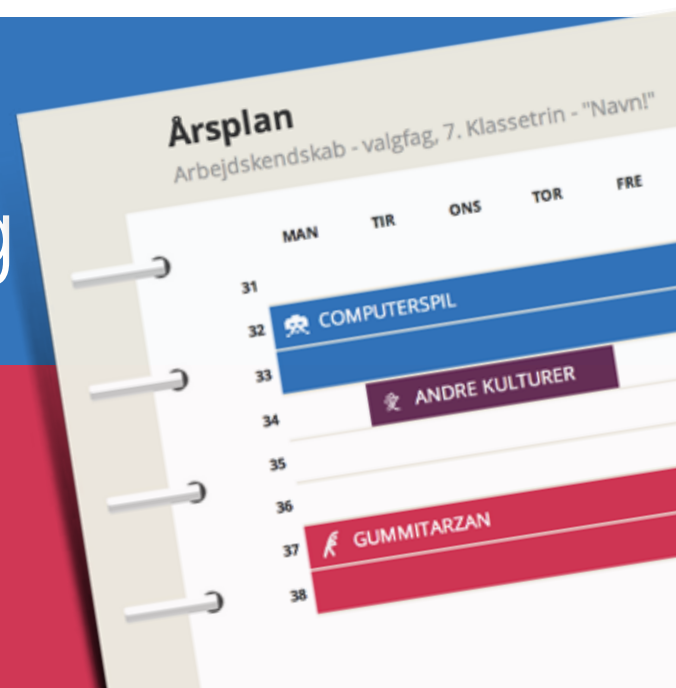 Årsplan
Arbejdskendskab - valgfag, 7. Klassetrin - "Navn!"
g
MAN TIR ONS TOR FRE
31
32 COMPUTERSPIL
33
34 ANDRE KULTURER
35
36
37 GUMMITARZAN
38